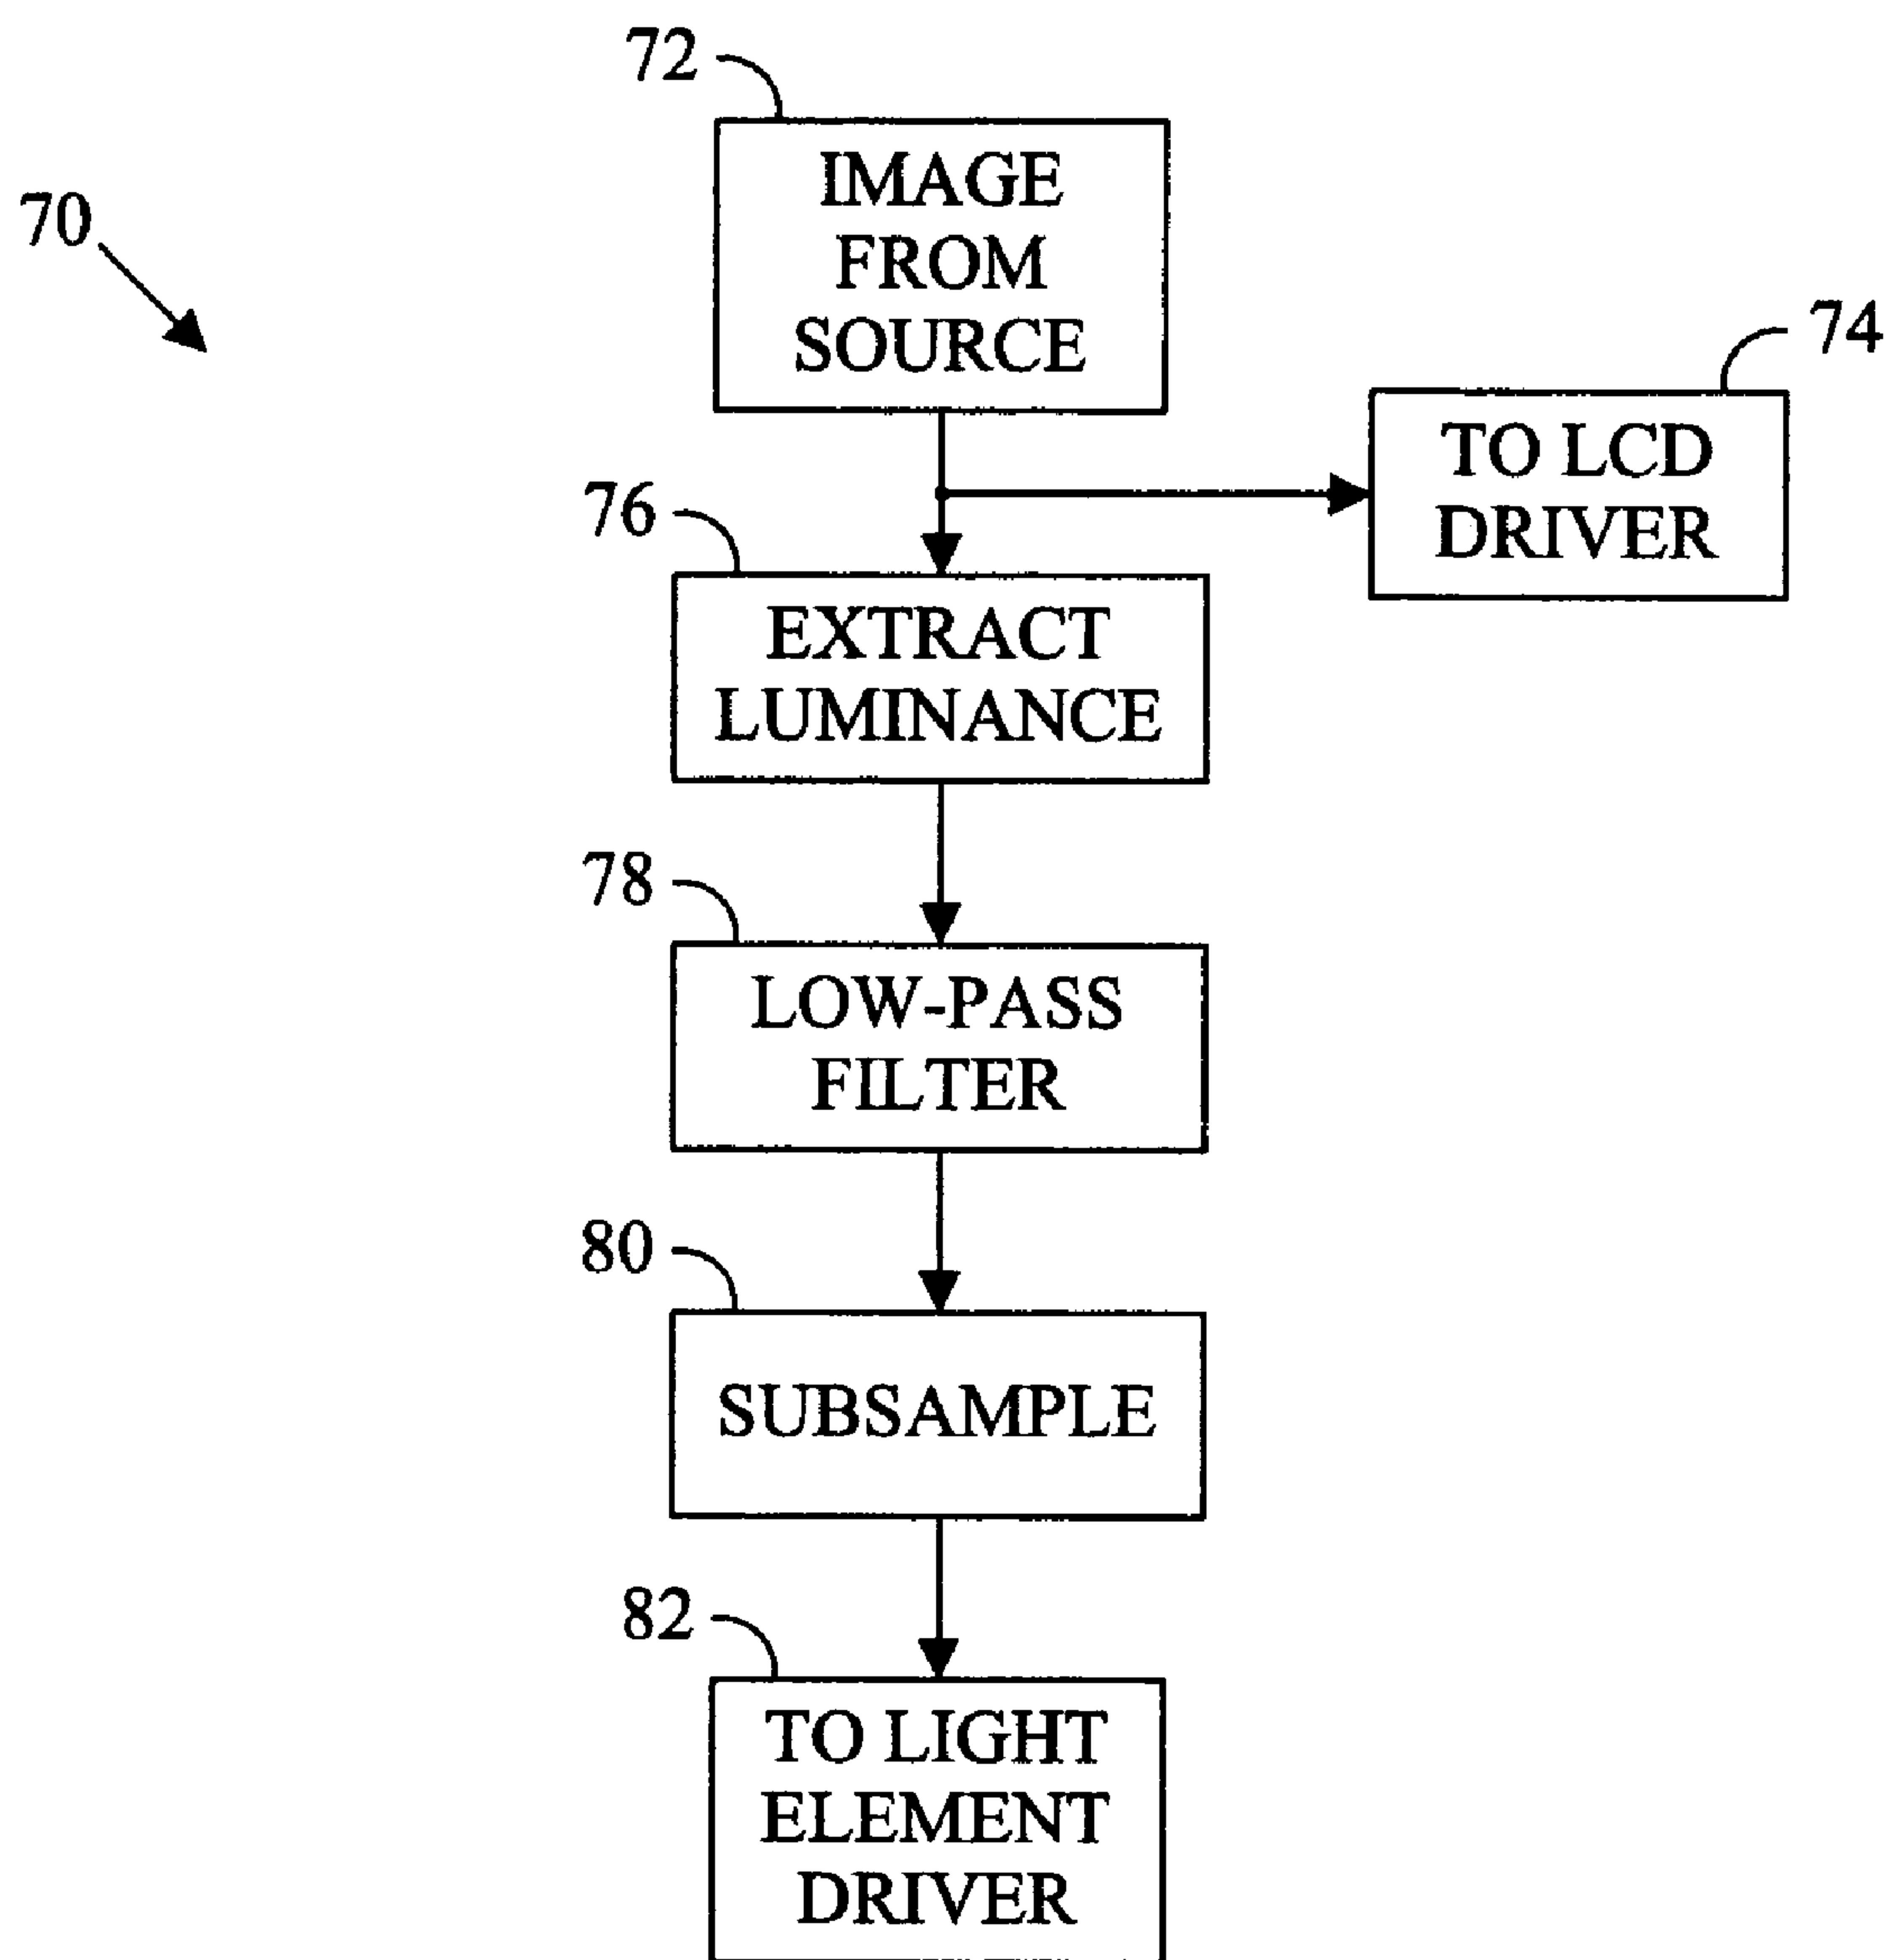 72
IMAGE
FROM
SOURCE
70
74
TO LCD
DRIVER
76
EXTRACT
LUMINANCE
78
LOW-PASS
FILTER
80
SUBSAMPLE
82
TO LIGHT
ELEMENT
DRIVER